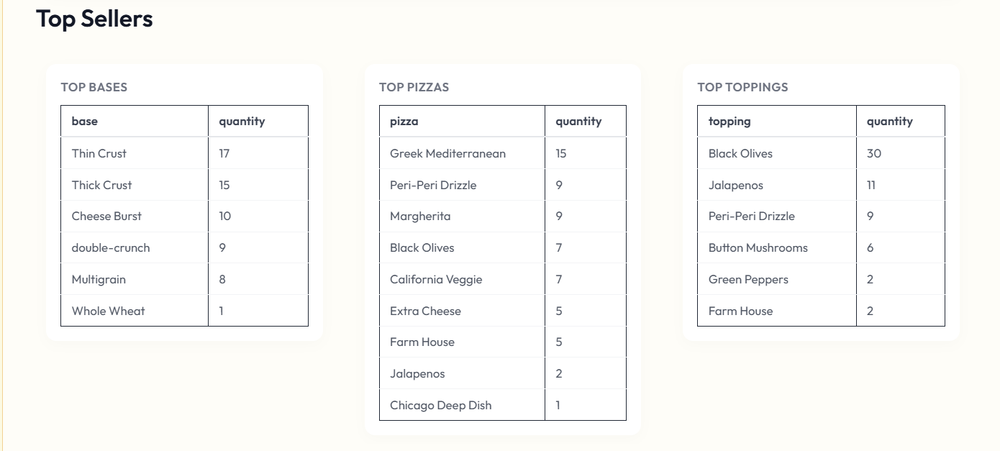 Top Sellers
TOP BASES
base quantity
Thin Crust 17
Thick Crust 15
Cheese Burst 10
double-crunch 9
Multigrain 8
Whole Wheat 1
TOP PIZZAS
pizza quantity
Greek Mediterranean 15
Peri-Peri Drizzle 9
Margherita 9
Black Olives 7
California Veggie 7
Extra Cheese 5
Farm House 5
Jalapenos 2
Chicago Deep Dish 1
TOP TOPPINGS
topping quantity
Black Olives 30
Jalapenos 11
Peri-Peri Drizzle 9
Button Mushrooms 6
Green Peppers 2
Farm House 2